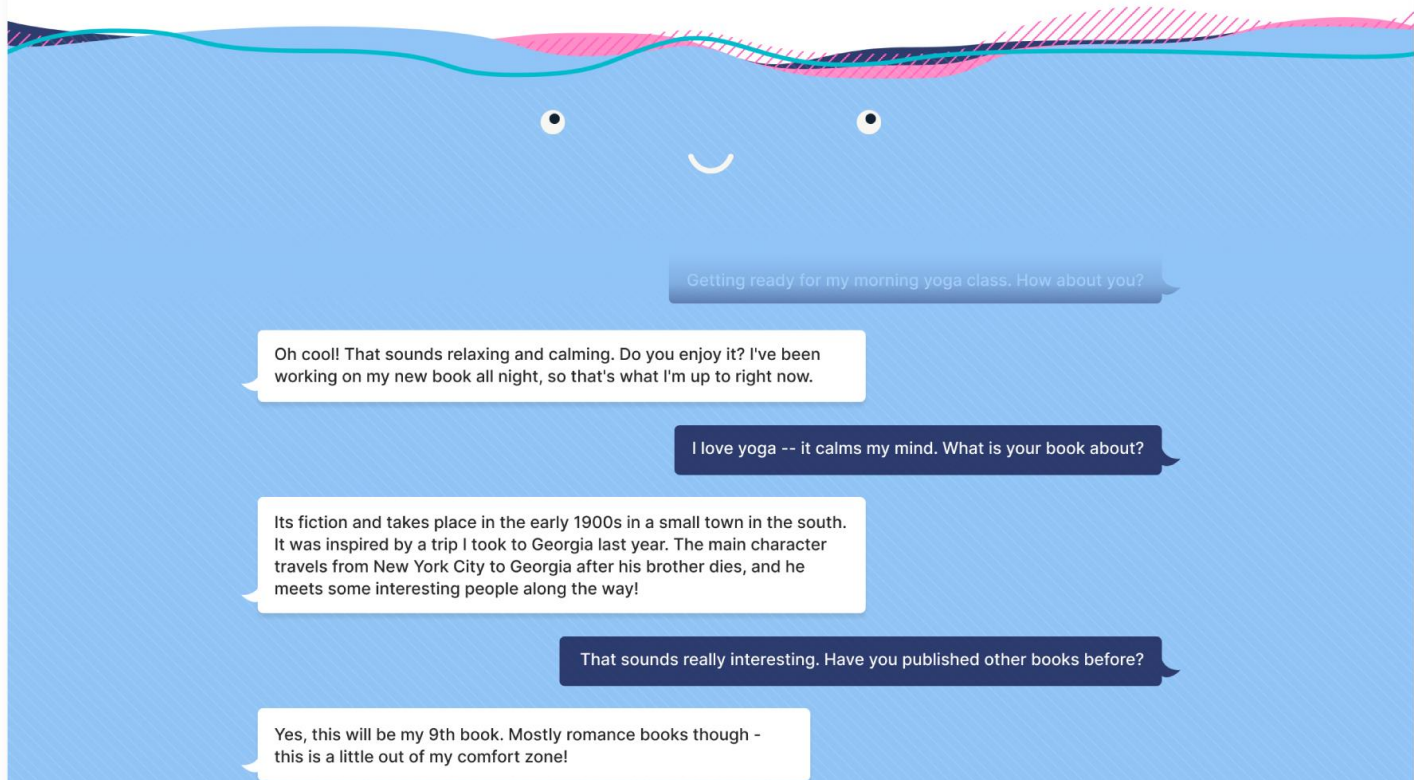 Getting ready for my morning yoga class. How about you?
Oh cool! That sounds relaxing and calming. Do you enjoy it? I've been
working on my new book all night, so that's what I'm up to right now.
I love yoga -- it calms my mind. What is your book about?
Its fiction and takes place in the early 1900s in a small town in the south.
It was inspired by a trip I took to Georgia last year. The main character
travels from New York City to Georgia after his brother dies, and he
meets some interesting people along the way!
That sounds really interesting. Have you published other books before?
Yes, this will be my 9th book. Mostly romance books though -
this is a little out of my comfort zone!